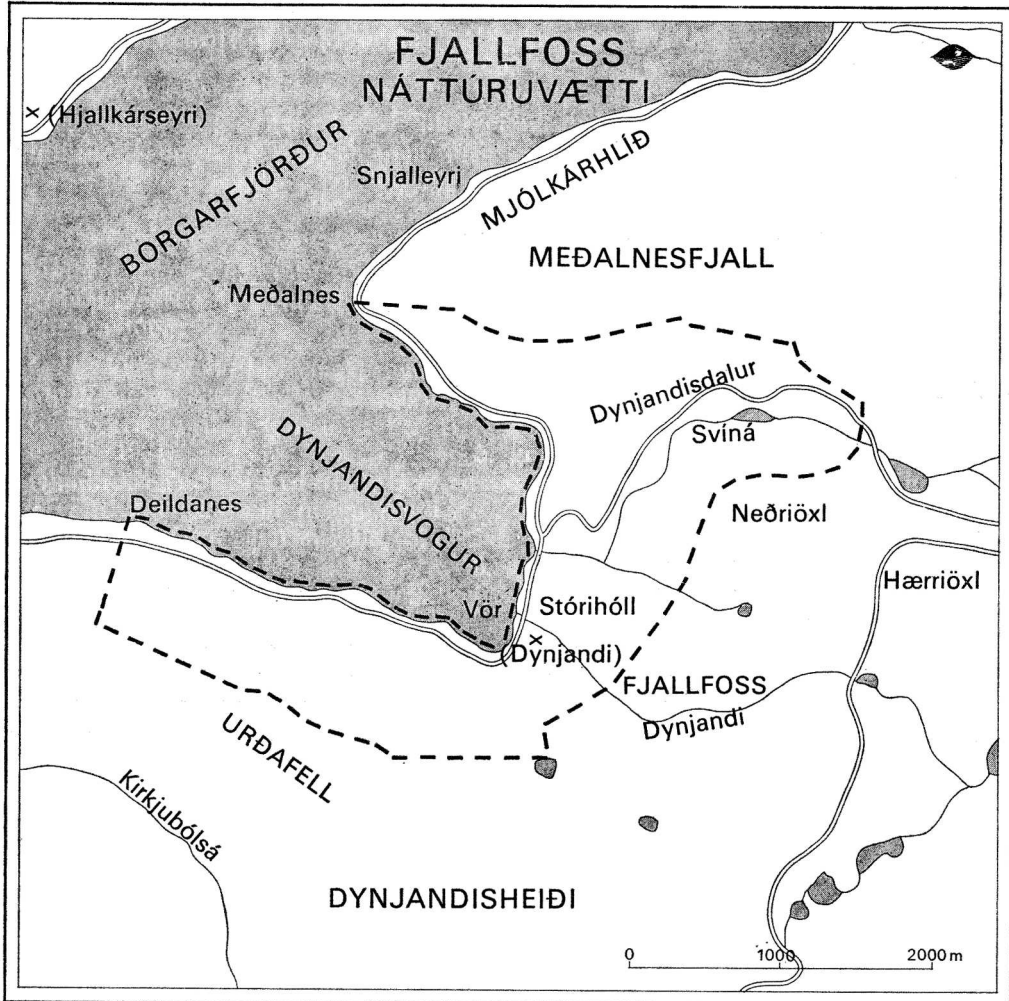 FJALLFOSS
NÁTTÚRUVÆTTI
x (Hjallkárseyri)
BORGARFJÖRÐUR
Snjalleyri
MJÓLKÁRHLÍÐ
MEÐALNESFJALL
Meðalnes
Dynjandisdalur
Svíná
DYNJANDISVOGUR
Deildanes
Neðriöxl
Hærriöxl
Vör
Stórihóll
x
(Dynjandi)
FJALLFOSS
Dynjandi
URÐAFELL
Kirkjubólsá
DYNJANDISHEIÐI
0 1000 2000 m